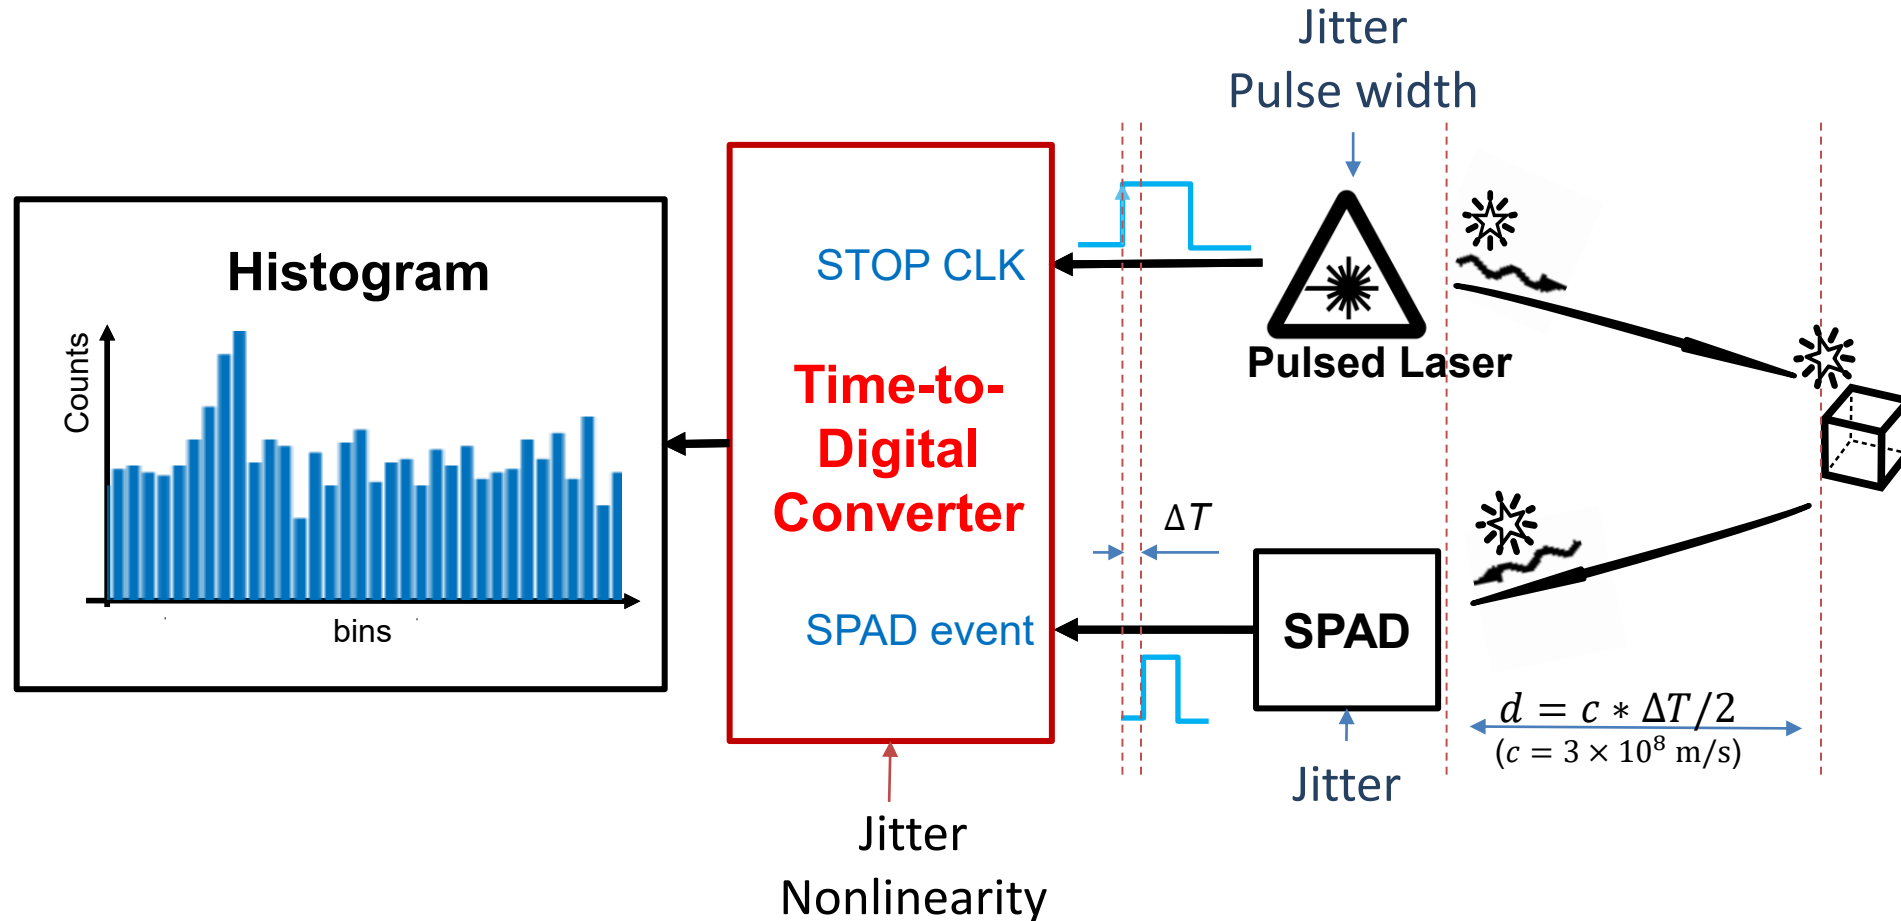 Jitter
Pulse width
Histogram
Counts
bins
STOP CLK
Time-to-
Digital
Converter
SPAD event
Pulsed Laser
ΔT
SPAD
d = c ∗ ΔT/2
(c = 3 × 10⁸ m/s)
Jitter
Jitter
Nonlinearity